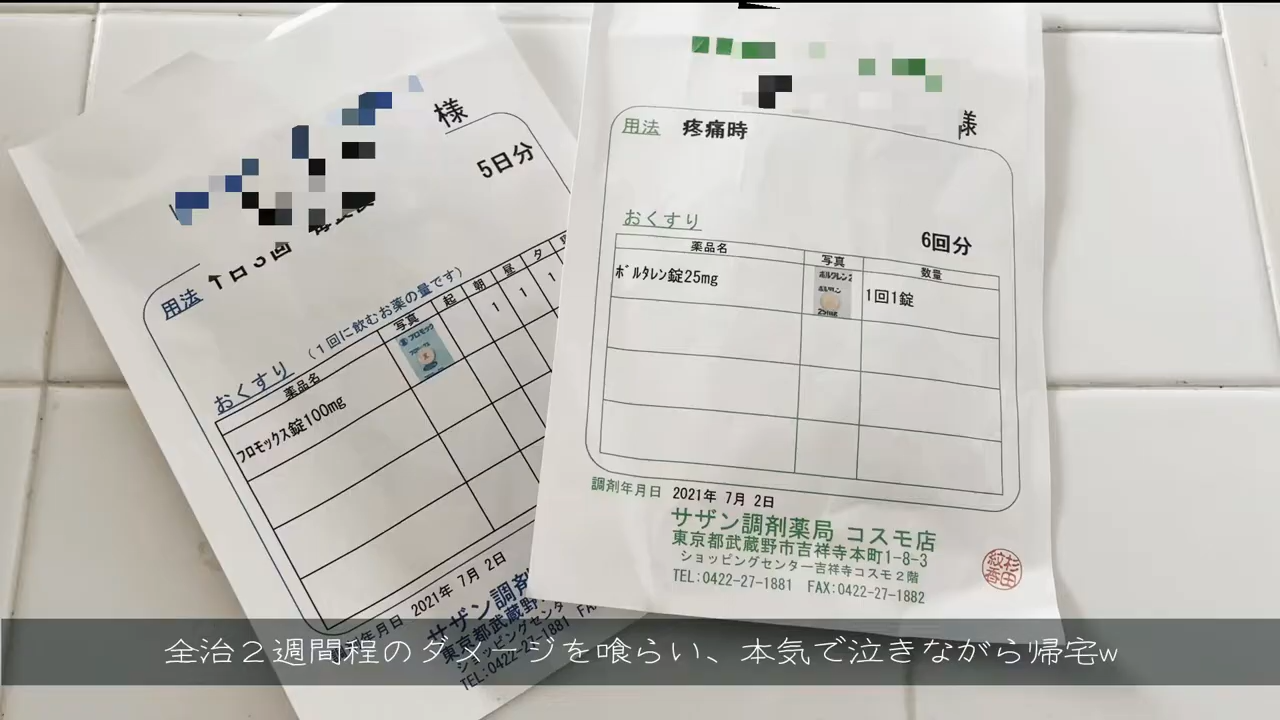 様
5日分
用法
おくすり (1回に飲むお薬の量です)
薬品名 写真 起 朝 昼 夕
フロモックス錠100mg 1 1 1
2021年 7月 2日
サザン調剤
東京都武蔵野
ショッピングセンター
TEL:0422-27-1881
様
用法 疼痛時
おくすり
6回分
薬品名 写真 数量
ボルタレン錠25mg 1回1錠
調剤年月日 2021年 7月 2日
サザン調剤薬局 コスモ店
東京都武蔵野市吉祥寺本町1-8-3
ショッピングセンター吉祥寺コスモ2階
TEL:0422-27-1881 FAX:0422-27-1882
全治２週間程のダメージを喰らい、本気で泣きながら帰宅w